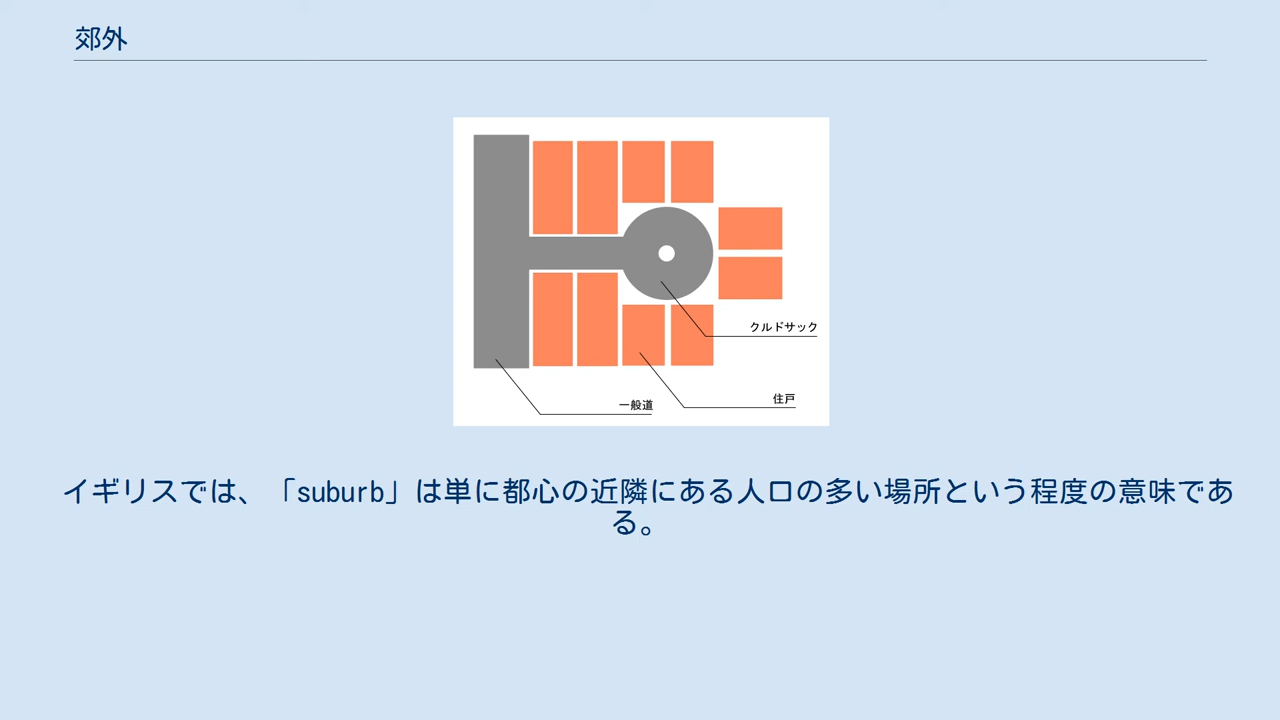 郊外
クルドサック
住戸
一般道
イギリスでは、「suburb」は単に都心の近隣にある人口の多い場所という程度の意味であ
る。